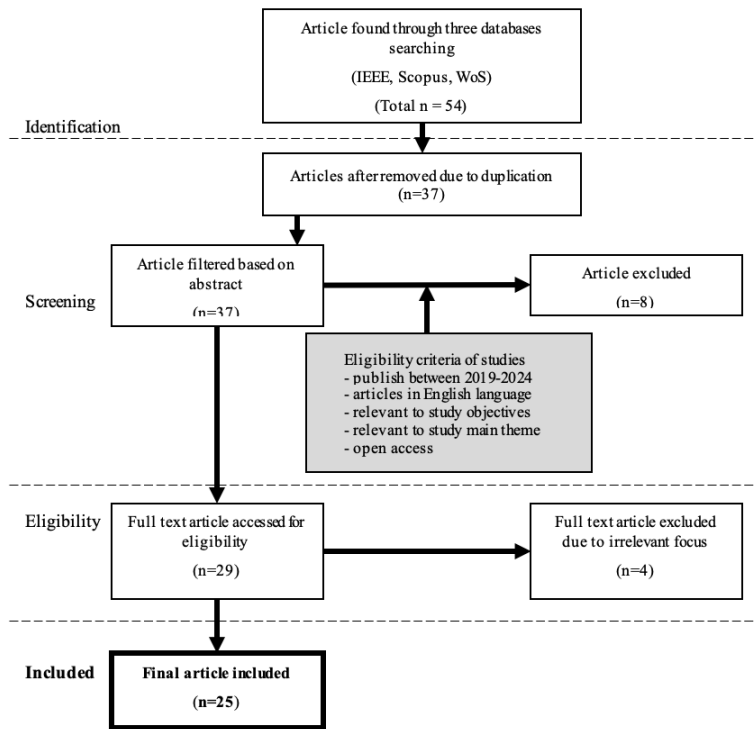 Article found through three databases
searching
(IEEE, Scopus, WoS)
(Total n = 54)
Identification
Articles after removed due to duplication
(n=37)
Article filtered based on
abstract
(n=37)
Article excluded
(n=8)
Screening
Eligibility criteria of studies
- publish between 2019-2024
- articles in English language
- relevant to study objectives
- relevant to study main theme
- open access
Eligibility
Full text article accessed for
eligibility
(n=29)
Full text article excluded
due to irrelevant focus
(n=4)
Included
Final article included
(n=25)